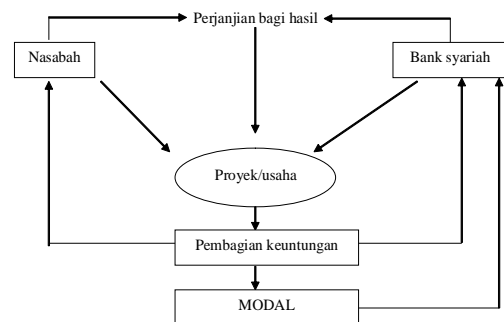 Perjanjian bagi hasil
Nasabah
Bank syariah
Proyek/usaha
Pembagian keuntungan
MODAL